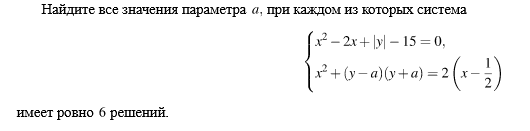 Найдите все значения параметра a, при каждом из которых система
x² − 2x + |y| − 15 = 0,
x² + (y − a)(y + a) = 2(x − 1/2)
имеет ровно 6 решений.